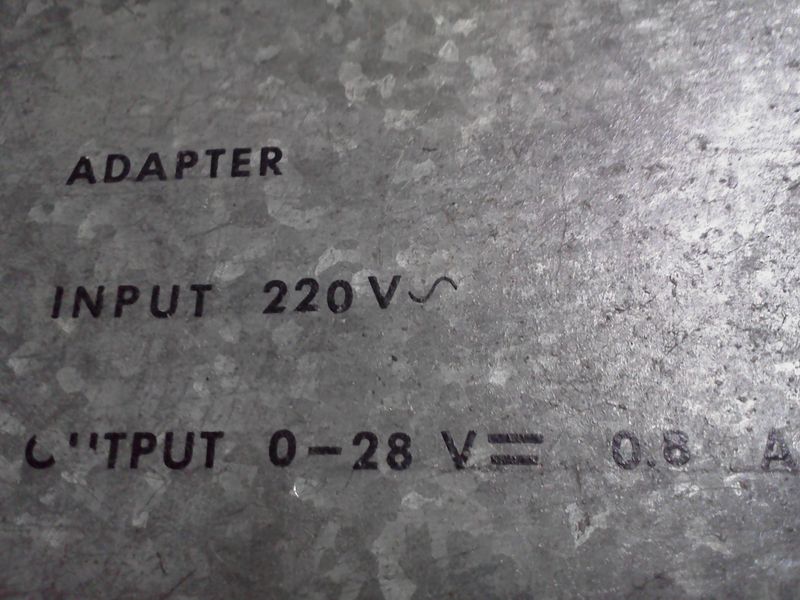 ADAPTER
INPUT 220V~
OUTPUT 0-28 V⎓ 0.8 A